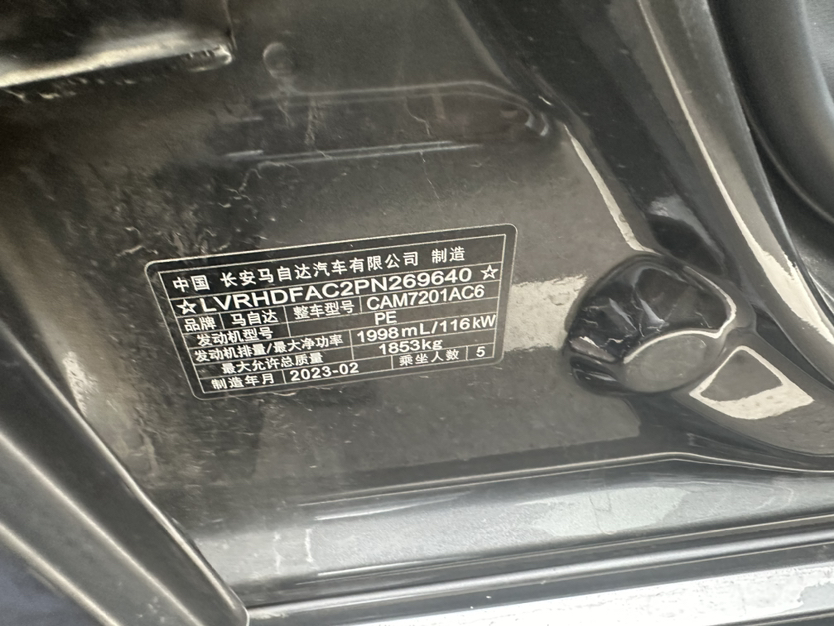 中国 长安马自达汽车有限公司 制造
☆LVRHDFAC2PN269640☆
品牌 马自达 整车型号 CAM7201AC6
发动机型号 PE
发动机排量/最大净功率 1998mL/116kW
最大允许总质量 1853kg
制造年月 2023-02 乘坐人数 5